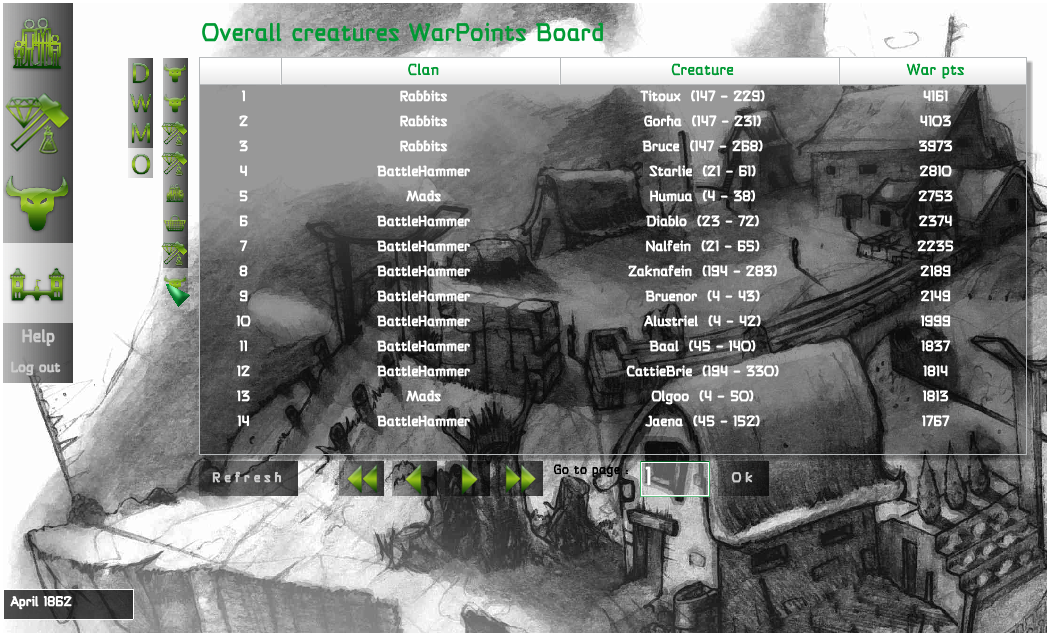 Overall creatures WarPoints Board
Clan Creature War pts
D
W
M
O
1 Rabbits Titoux (147 - 229) 4161
2 Rabbits Gorha (147 - 231) 4103
3 Rabbits Bruce (147 - 268) 3973
4 BattleHammer Starlie (21 - 61) 2810
5 Mads Humua (4 - 38) 2753
6 BattleHammer Diablo (23 - 72) 2374
7 BattleHammer Nalfein (21 - 65) 2235
8 BattleHammer Zaknafein (194 - 283) 2189
9 BattleHammer Bruenor (4 - 43) 2149
10 BattleHammer Alustriel (4 - 42) 1999
11 BattleHammer Baal (45 - 140) 1837
12 BattleHammer CattieBrie (194 - 330) 1814
13 Mads Olgoo (4 - 50) 1813
14 BattleHammer Jaena (45 - 152) 1767
Help
Log out
Refresh Go to page : 1 Ok
April 1862